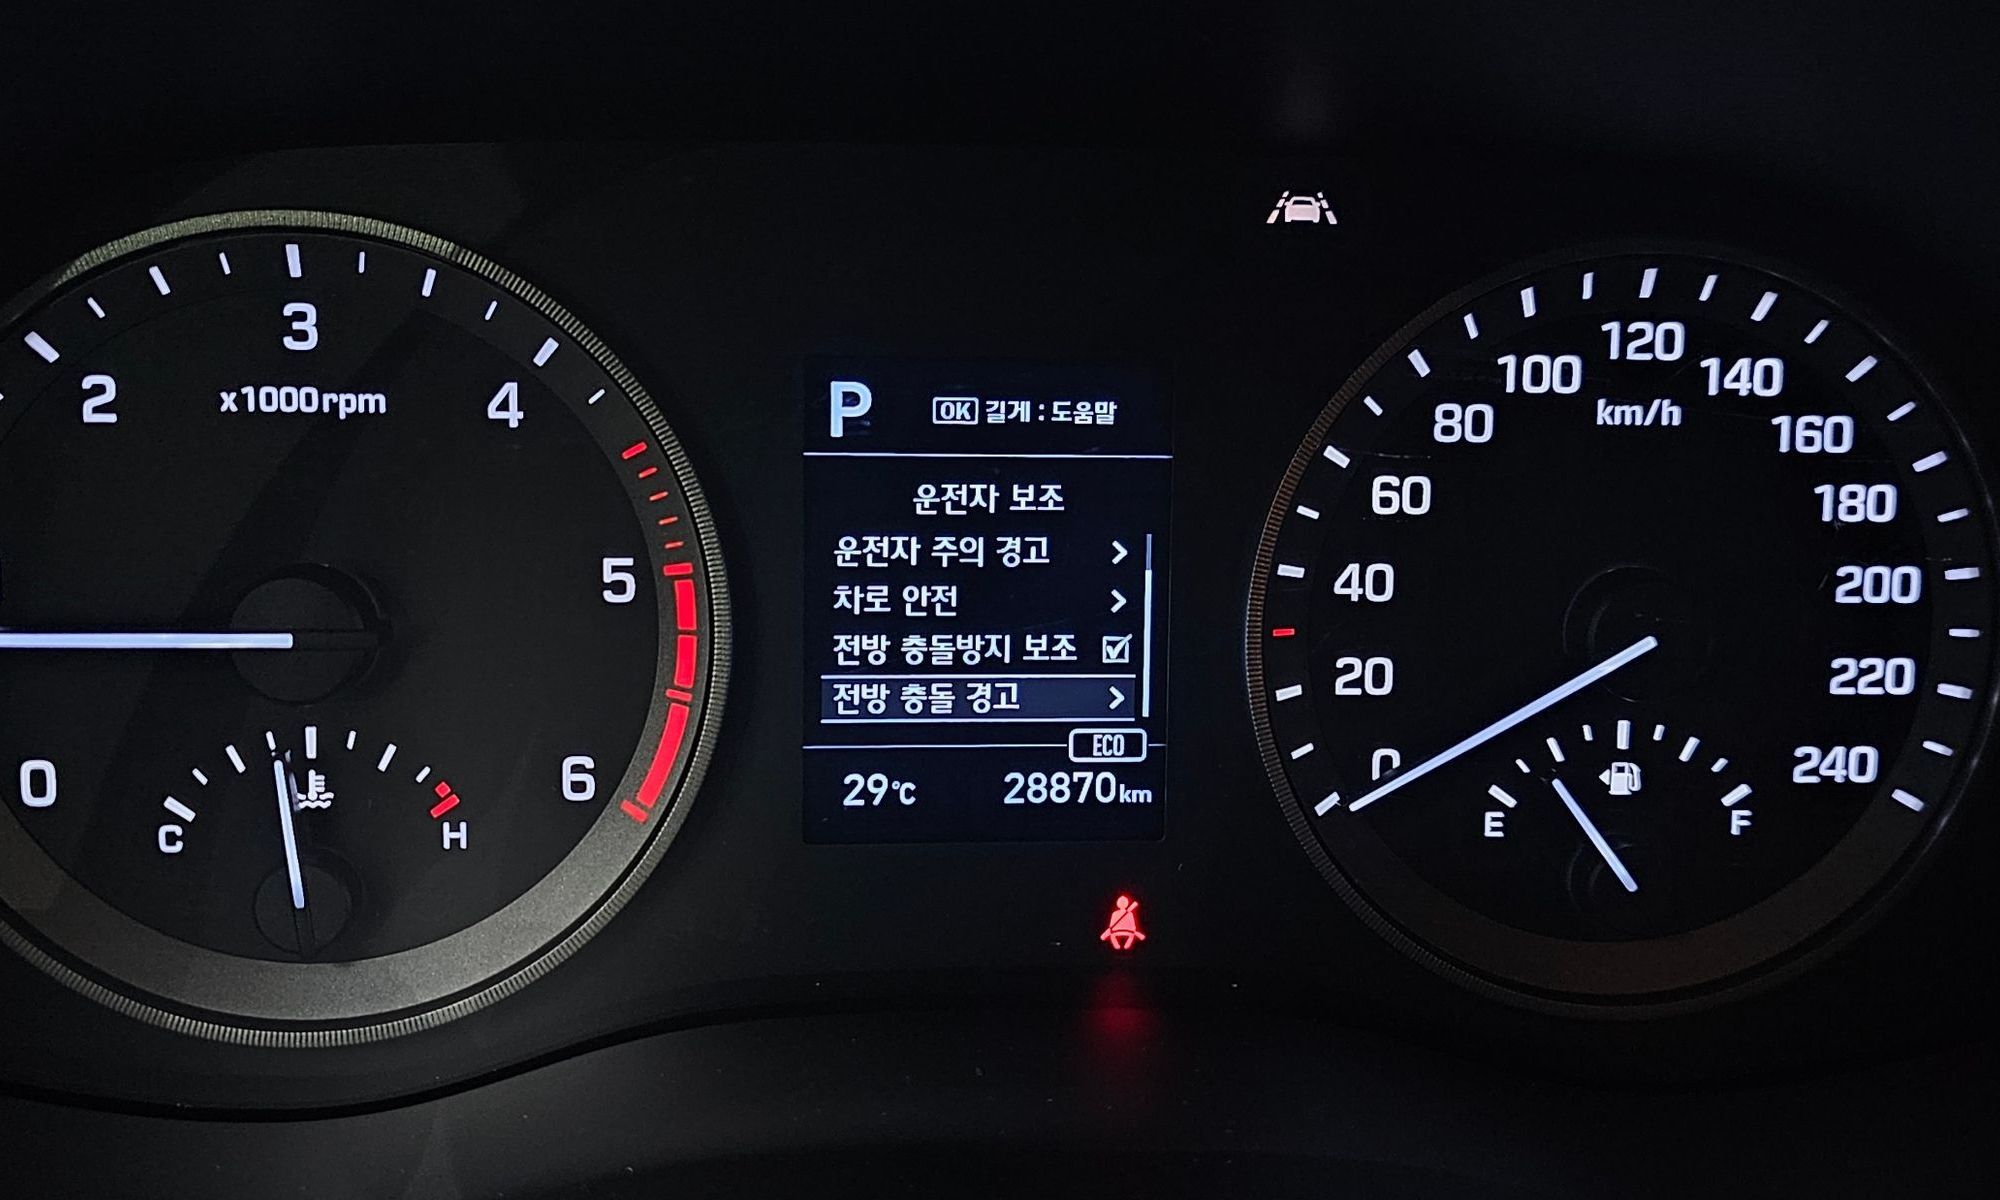 3
2
4
x1000rpm
5
0
6
C
H
P
OK 길게 : 도움말
운전자 보조
운전자 주의 경고
차로 안전
전방 충돌방지 보조
전방 충돌 경고
ECO
29°C
28870km
0
20
40
60
80
100
120
140
160
180
200
220
240
km/h
E
F